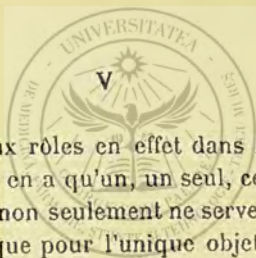 V
UNIVERSITATEA
ux rôles en effet dans
en a qu'un, un seul, ce
non seulement ne serve
que pour l'unique objet